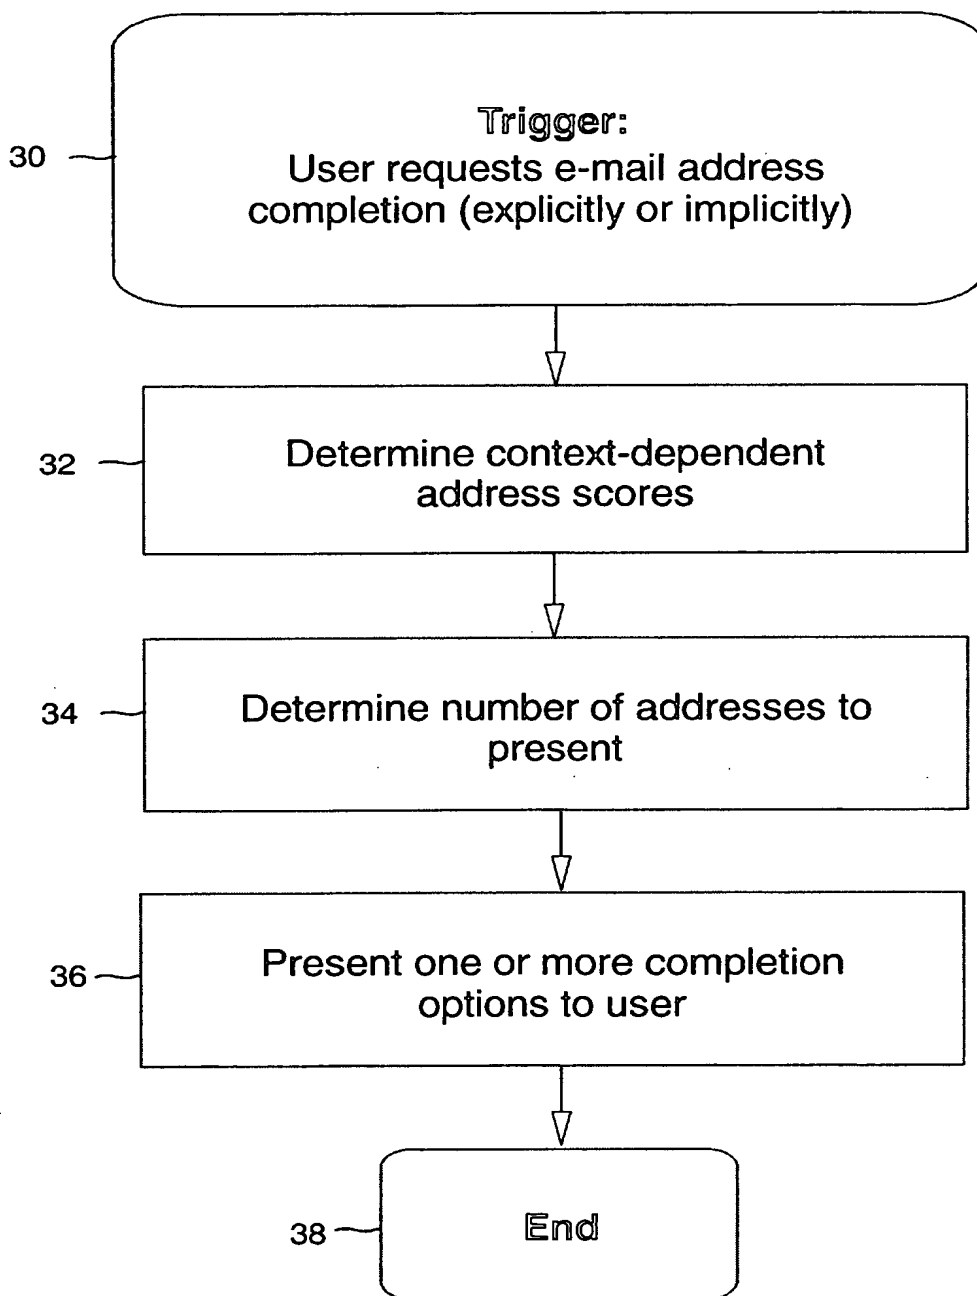 Trigger:
30
User requests e-mail address
completion (explicitly or implicitly)
32
Determine context-dependent
address scores
34
Determine number of addresses to
present
36
Present one or more completion
options to user
38
End